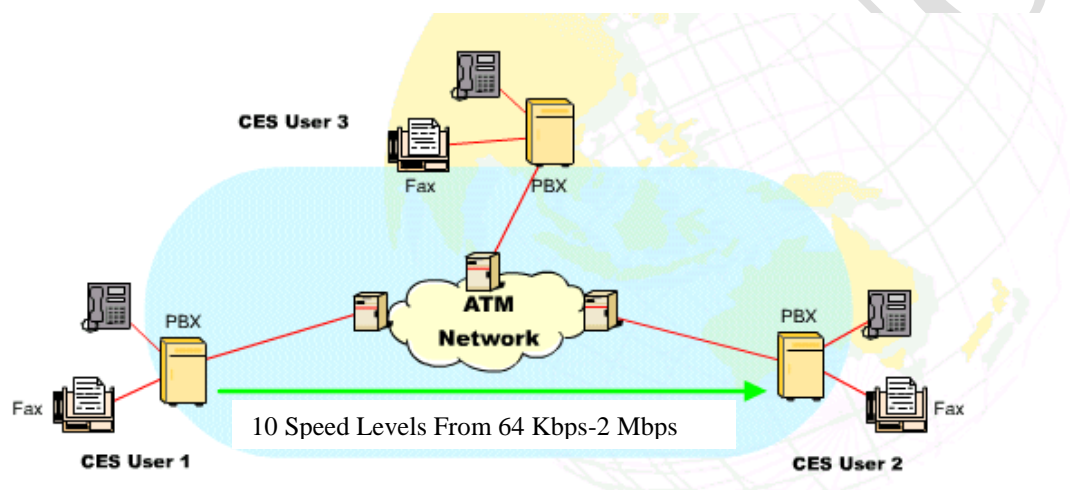 CES User 3
Fax
PBX
ATM
Network
PBX
Fax
CES User 1
PBX
Fax
CES User 2
10 Speed Levels From 64 Kbps-2 Mbps